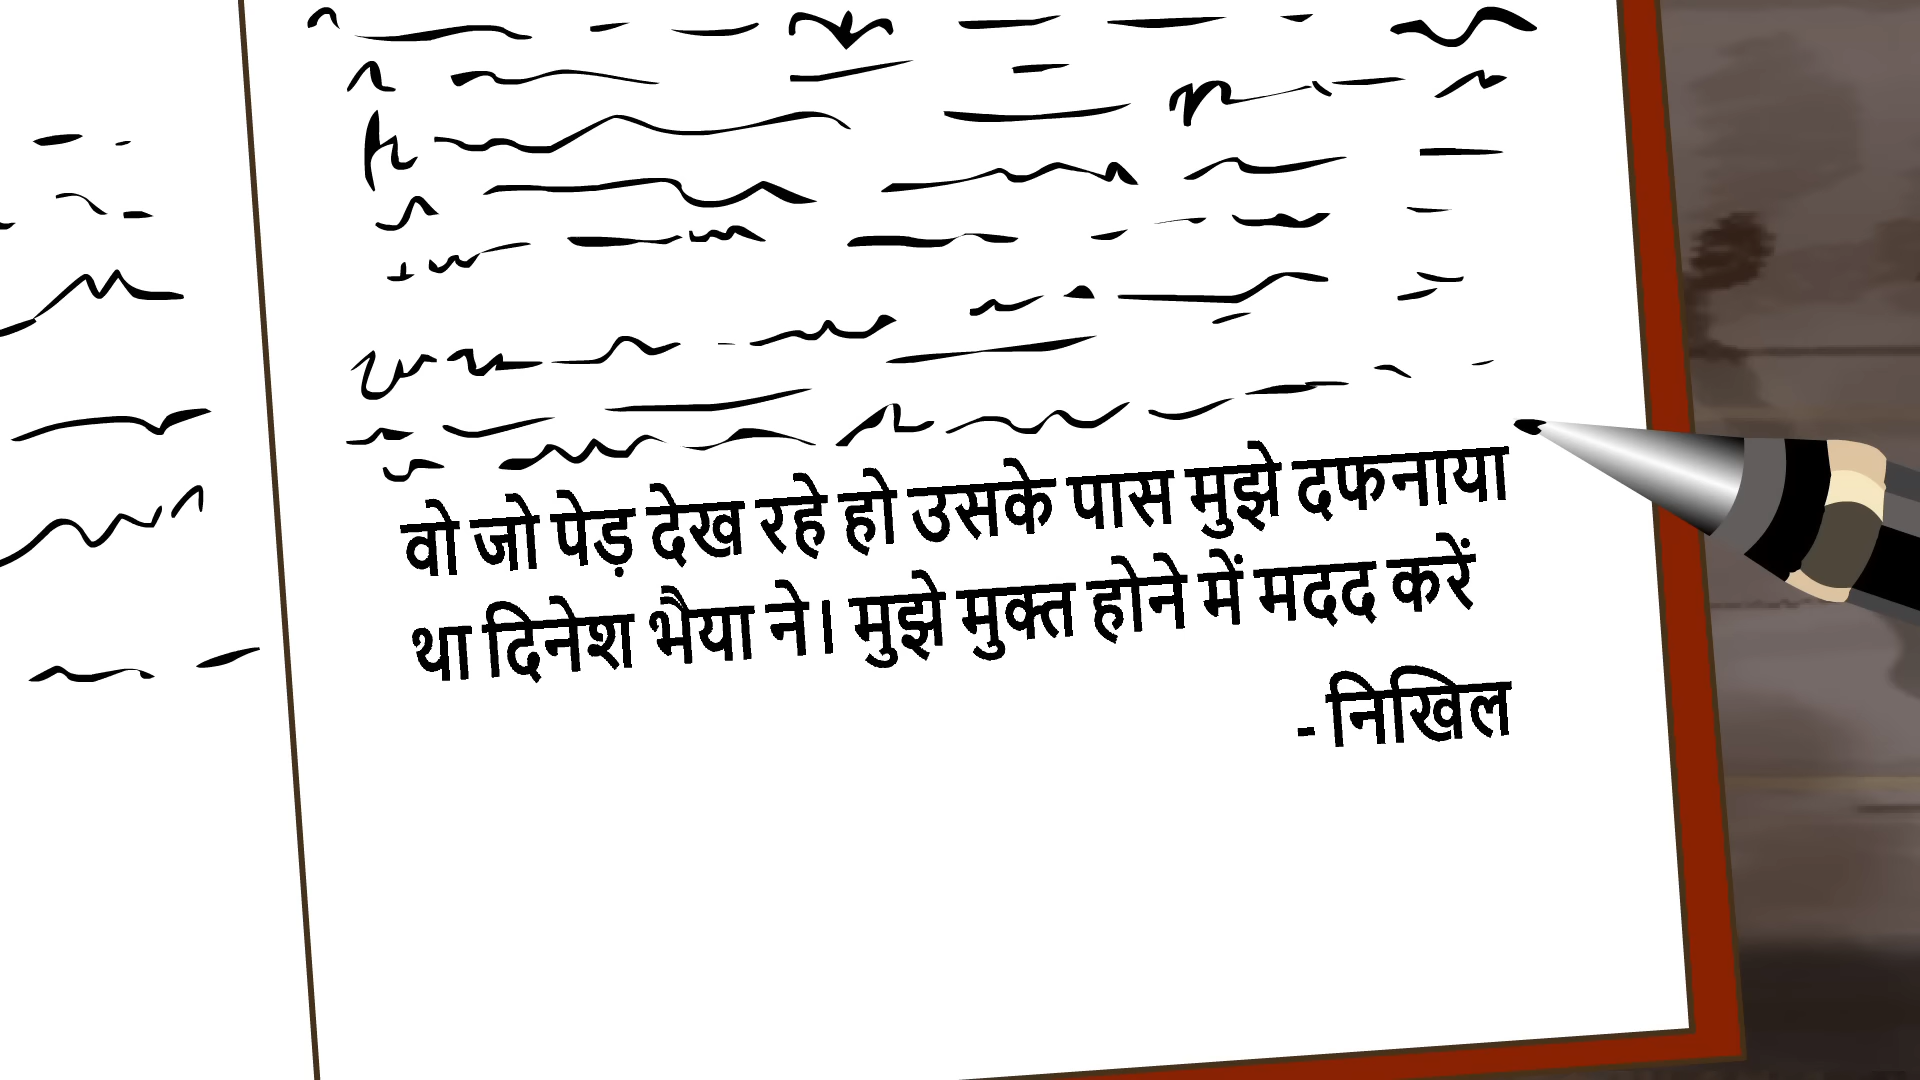 वो जो पेड़ देख रहे हो उसके पास मुझे दफनाया
था दिनेश भैया ने। मुझे मुक्त होने में मदद करें
- निखिल